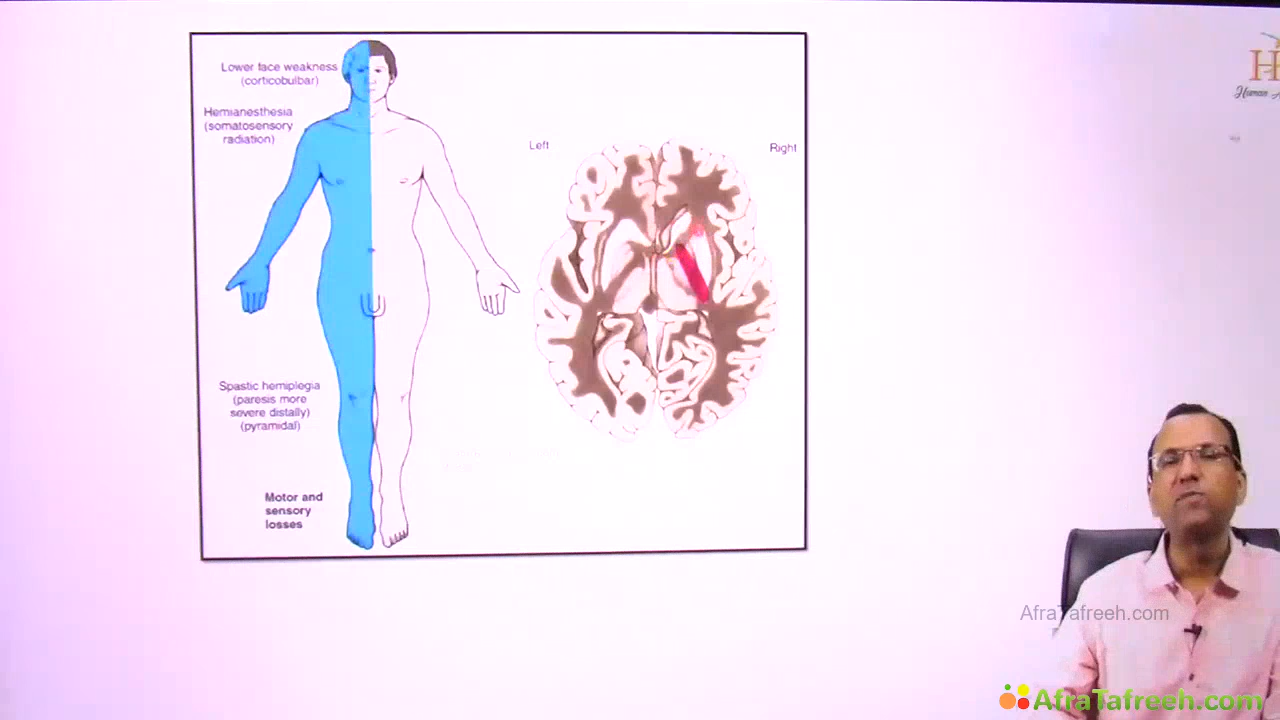 Lower face weakness
(corticobulbar)
Hemianesthesia
(somatosensory
radiation)
Left
Right
Spastic hemiplegia
(paresis more
severe distally)
(pyramidal)
Motor and
sensory
losses
Human
AfraTafreeh.com
AfraTafreeh.com